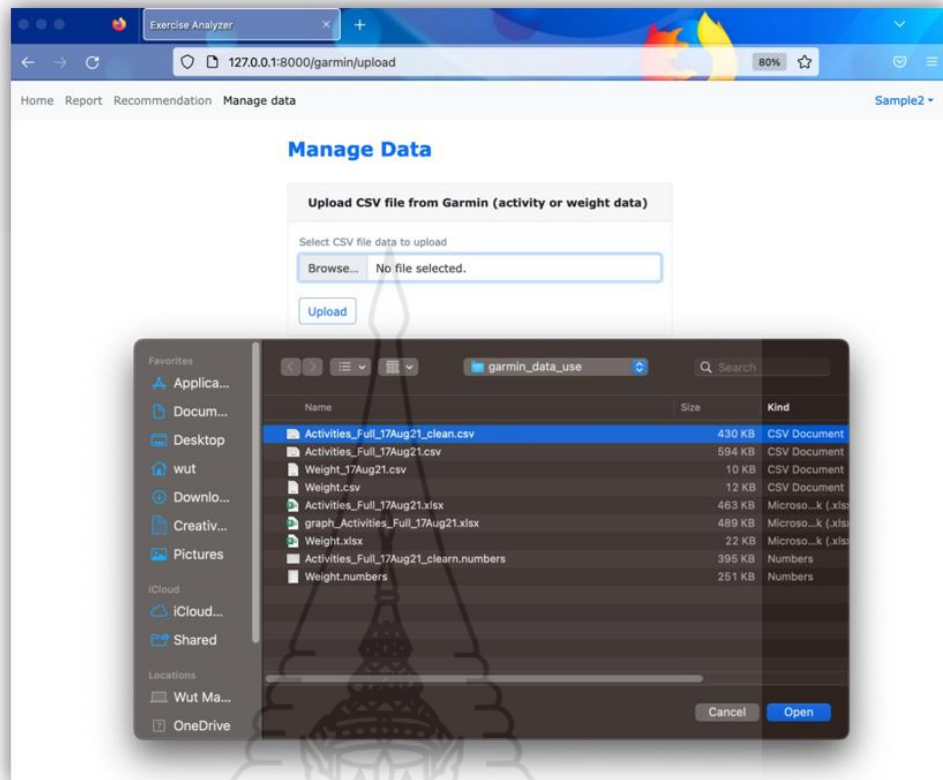 Exercise Analyzer
127.0.0.1:8000/garmin/upload 80%
Home Report Recommendation Manage data Sample2
Manage Data
Upload CSV file from Garmin (activity or weight data)
Select CSV file data to upload
Browse... No file selected.
Upload
Favorites
Applica...
Docum...
Desktop
wut
Downlo...
Creativ...
Pictures
iCloud
iCloud...
Shared
Locations
Wut Ma...
OneDrive
garmin_data_use Search
Name Size Kind
Activities_Full_17Aug21_clean.csv 430 KB CSV Document
Activities_Full_17Aug21.csv 594 KB CSV Document
Weight_17Aug21.csv 10 KB CSV Document
Weight.csv 12 KB CSV Document
Activities_Full_17Aug21.xlsx 463 KB Microso...k (.xls
graph_Activities_Full_17Aug21.xlsx 489 KB Microso...k (.xls
Weight.xlsx 22 KB Microso...k (.xls
Activities_Full_17Aug21_clearn.numbers 395 KB Numbers
Weight.numbers 251 KB Numbers
Cancel Open